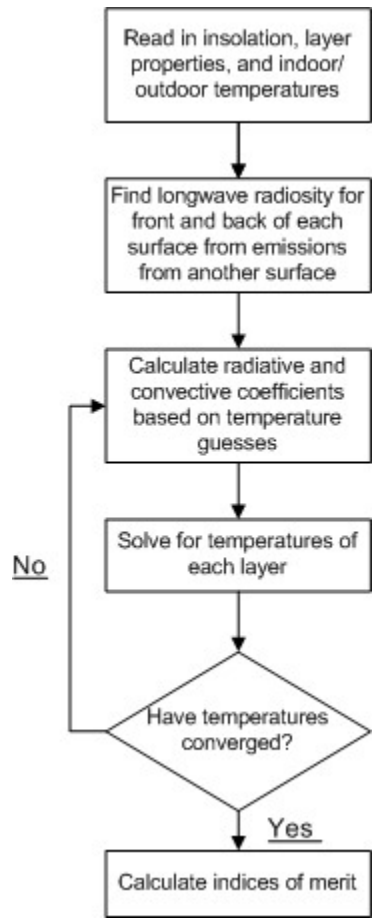 Read in insolation, layer
properties, and indoor/
outdoor temperatures
Find longwave radiosity for
front and back of each
surface from emissions
from another surface
Calculate radiative and
convective coefficients
based on temperature
guesses
Solve for temperatures of
each layer
No
Have temperatures
converged?
Yes
Calculate indices of merit